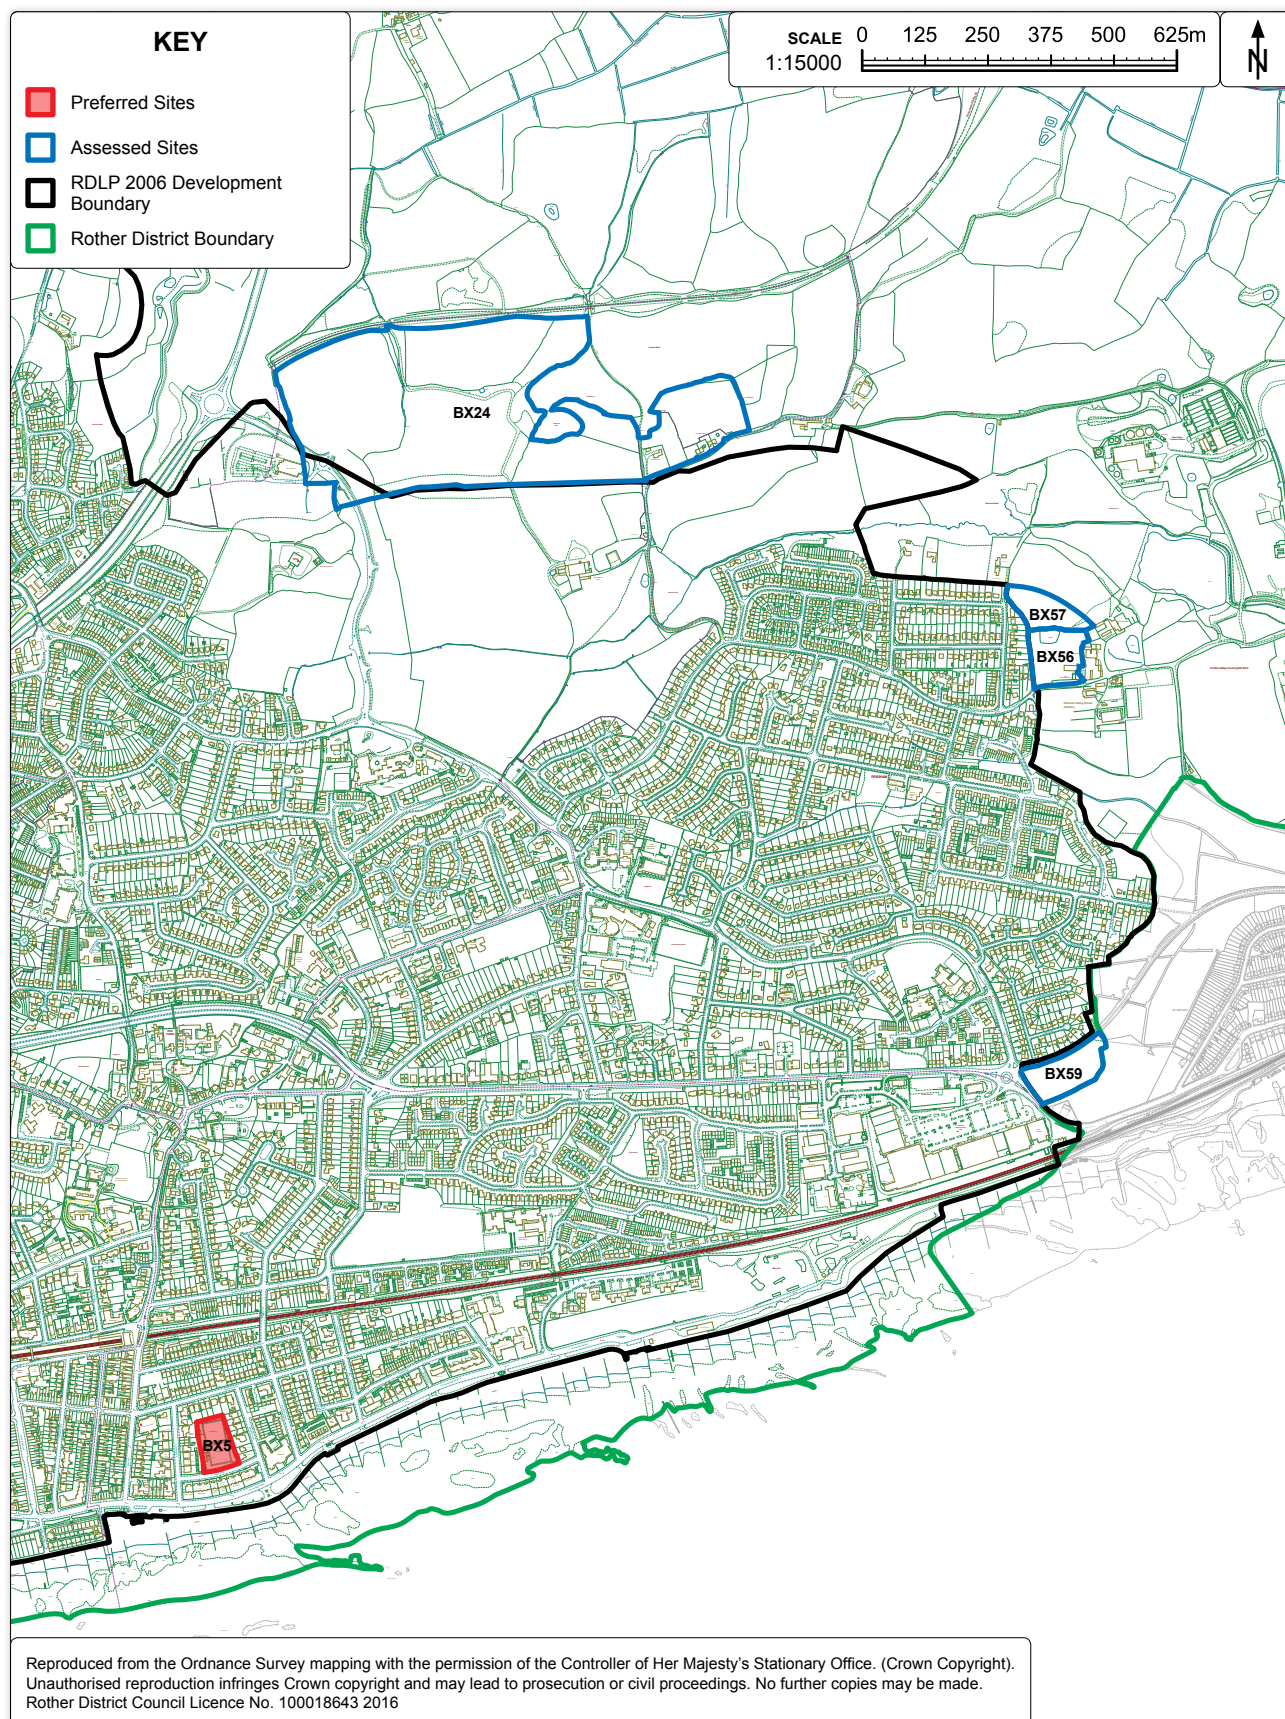 KEY
Preferred Sites
Assessed Sites
RDLP 2006 Development
Boundary
Rother District Boundary
SCALE 0 125 250 375 500 625m
1:15000
N
BX24
BX57
BX56
BX59
BX5
Reproduced from the Ordnance Survey mapping with the permission of the Controller of Her Majesty's Stationary Office. (Crown Copyright).
Unauthorised reproduction infringes Crown copyright and may lead to prosecution or civil proceedings. No further copies may be made.
Rother District Council Licence No. 100018643 2016